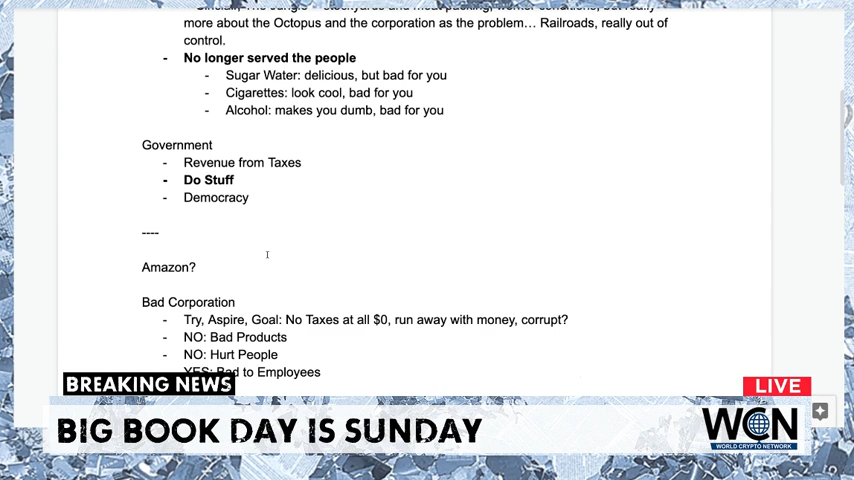 more about the Octopus and the corporation as the problem… Railroads, really out of
control.
- No longer served the people
- Sugar Water: delicious, but bad for you
- Cigarettes: look cool, bad for you
- Alcohol: makes you dumb, bad for you
Government
- Revenue from Taxes
- Do Stuff
- Democracy
----
Amazon?
Bad Corporation
- Try, Aspire, Goal: No Taxes at all $0, run away with money, corrupt?
- NO: Bad Products
- NO: Hurt People
YES: Bad to Employees
BREAKING NEWS
LIVE
BIG BOOK DAY IS SUNDAY
WCN
WORLD CRYPTO NETWORK